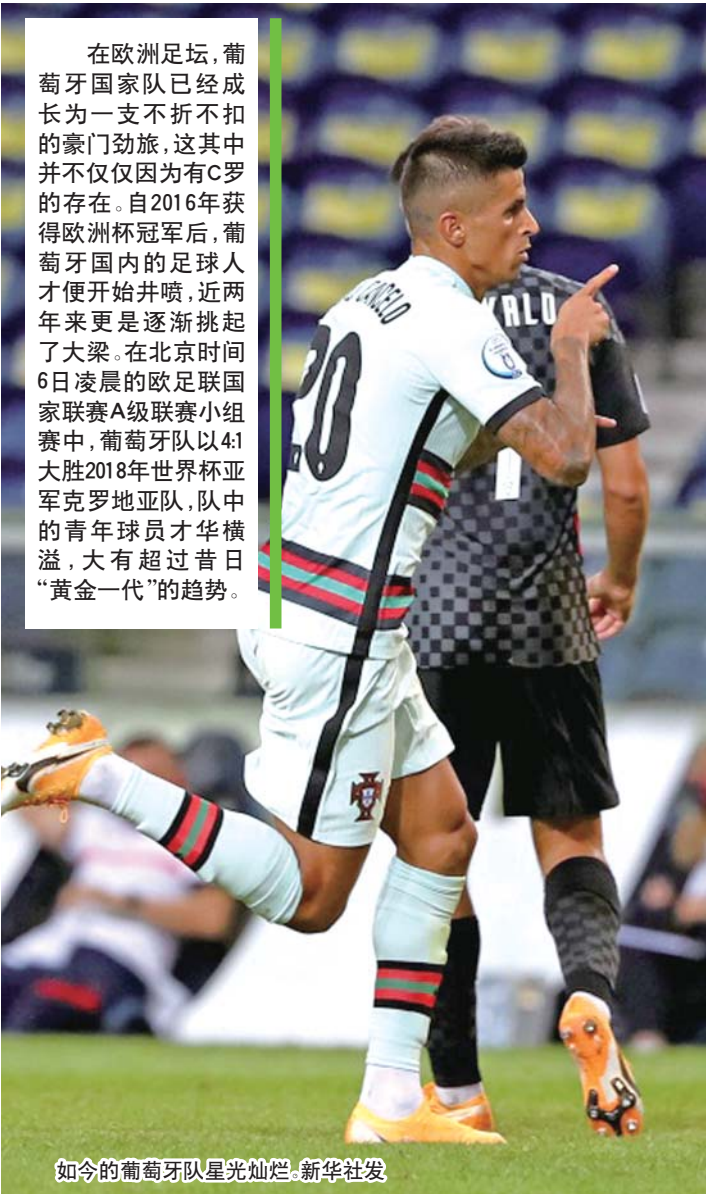 在欧洲足坛，葡
萄牙国家队已经成
长为一支不折不扣
的豪门劲旅，这其中
并不仅仅因为有C罗
的存在。自2016年获
得欧洲杯冠军后，葡
萄牙国内的足球人
才便开始井喷，近两
年来更是逐渐挑起
了大梁。在北京时间
6日凌晨的欧足联国
家联赛A级联赛小组
赛中，葡萄牙队以4:1
大胜2018年世界杯亚
军克罗地亚队，队中
的青年球员才华横
溢，大有超过昔日
“黄金一代”的趋势。
CANCELO
20
如今的葡萄牙队星光灿烂。新华社发